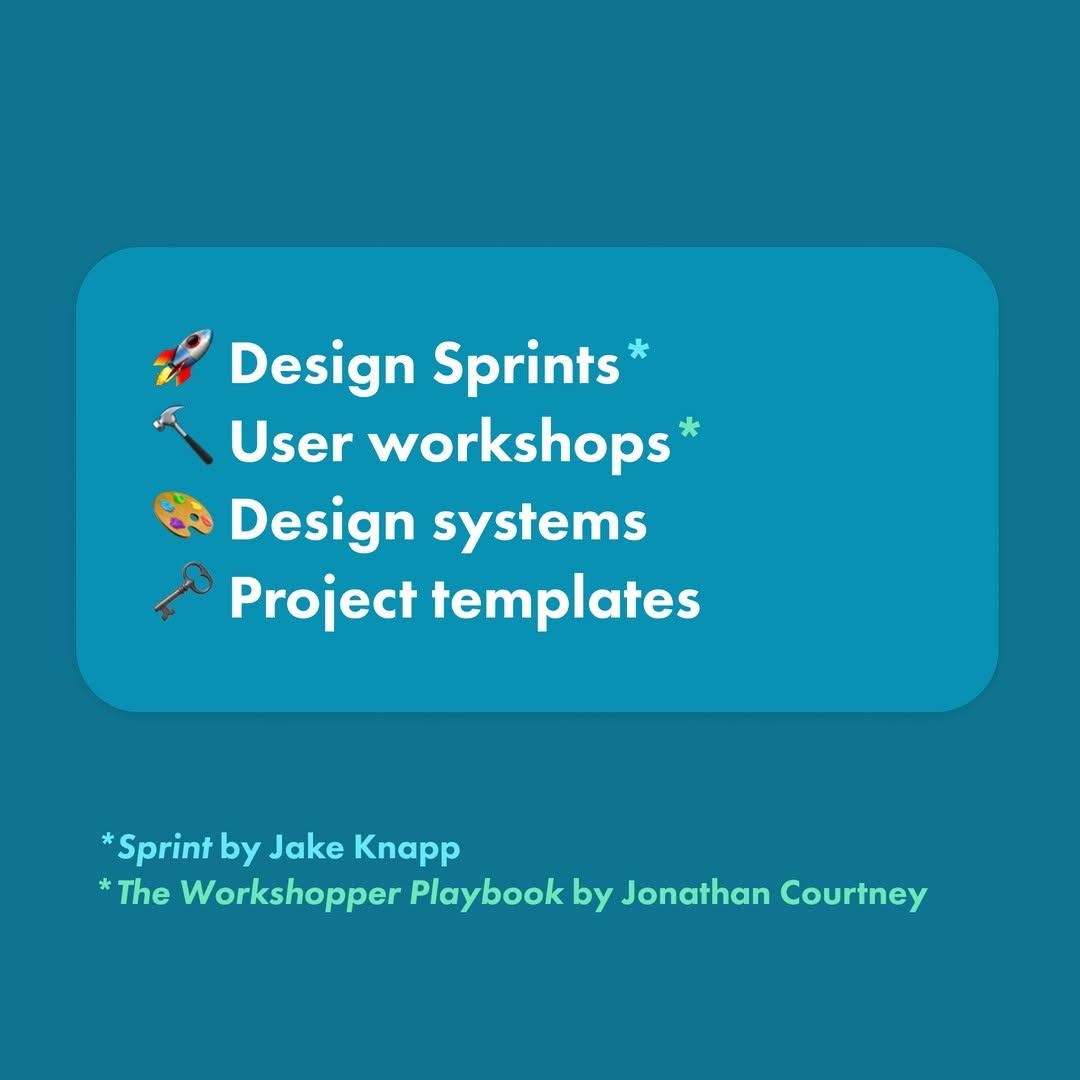 🚀 Design Sprints*
🔨 User workshops*
🎨 Design systems
🗝️ Project templates
*Sprint by Jake Knapp
*The Workshopper Playbook by Jonathan Courtney